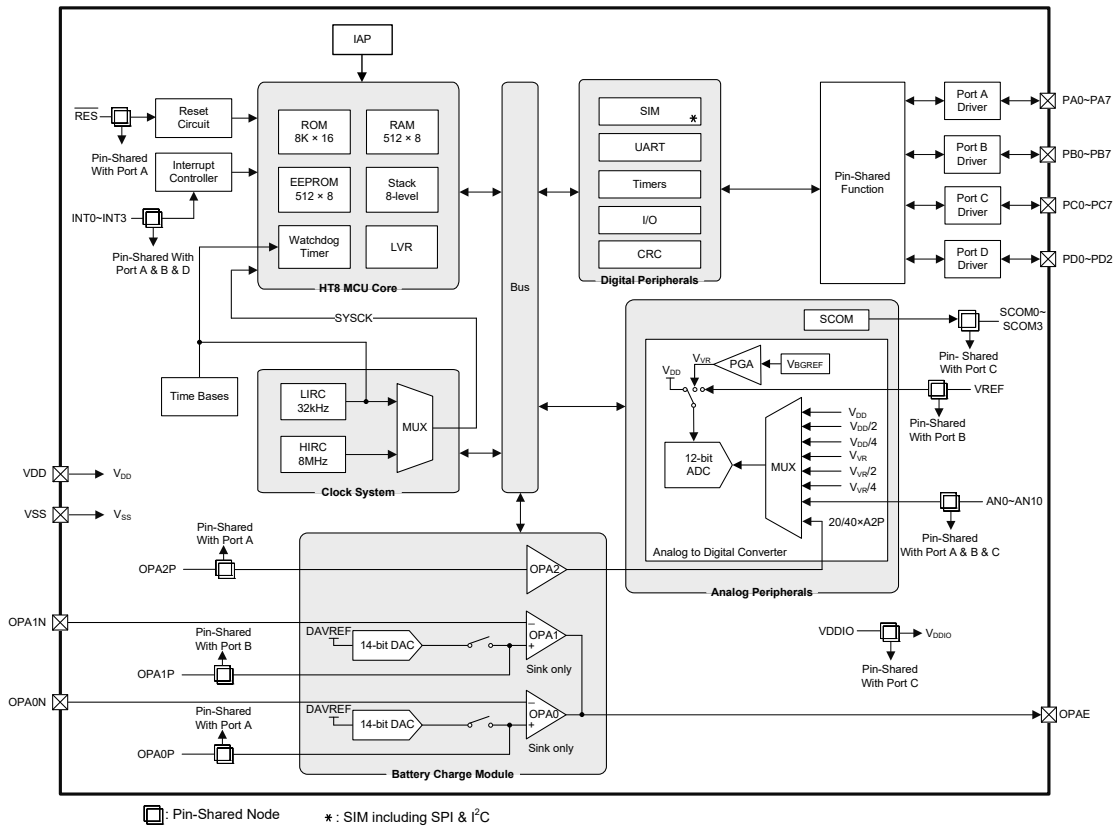 IAP
RES
Reset
Circuit
Pin-Shared
With Port A
Interrupt
Controller
INT0~INT3
Pin-Shared With
Port A & B & D
ROM
8K × 16
RAM
512 × 8
EEPROM
512 × 8
Stack
8-level
Watchdog
Timer
LVR
HT8 MCU Core
SYSCK
Time Bases
LIRC
32kHz
HIRC
8MHz
MUX
Clock System
Bus
SIM
*
UART
Timers
I/O
CRC
Digital Peripherals
Pin-Shared
Function
Port A
Driver
Port B
Driver
Port C
Driver
Port D
Driver
PA0~PA7
PB0~PB7
PC0~PC7
PD0~PD2
SCOM
SCOM0~
SCOM3
Pin- Shared
With Port C
VDD
VVR
PGA
VBGREF
VREF
Pin-Shared
With Port B
12-bit
ADC
MUX
VDD
VDD/2
VDD/4
VVR
VVR/2
VVR/4
AN0~AN10
20/40×A2P
Pin-Shared
With Port A & B & C
Analog to Digital Converter
Analog Peripherals
VDD
VDD
VSS
VSS
Pin-Shared
With Port A
OPA2P
OPA2
OPA1N
Pin-Shared
With Port B
OPA1P
DAVREF
14-bit DAC
−
OPA1
+
Sink only
OPA0N
Pin-Shared
With Port A
OPA0P
DAVREF
14-bit DAC
−
OPA0
+
Sink only
Battery Charge Module
VDDIO
VDDIO
Pin-Shared
With Port C
OPAE
: Pin-Shared Node
* : SIM including SPI & I²C